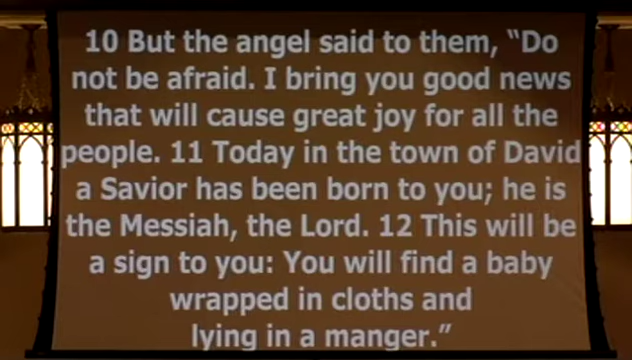 10 But the angel said to them, “Do
not be afraid. I bring you good news
that will cause great joy for all the
people. 11 Today in the town of David
a Savior has been born to you; he is
the Messiah, the Lord. 12 This will be
a sign to you: You will find a baby
wrapped in cloths and
lying in a manger.”